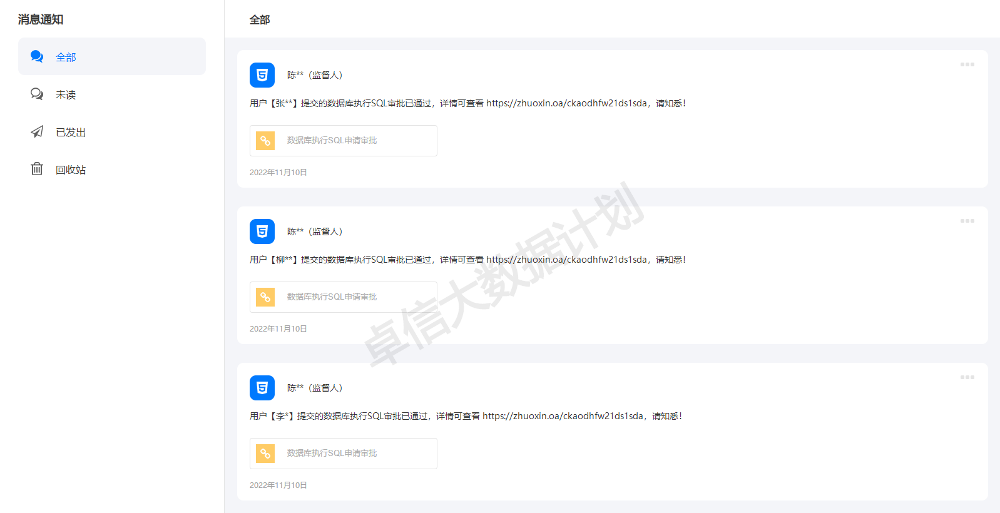 消息通知
全部
未读
已发出
回收站
全部
陈**（监督人）
用户【张**】提交的数据库执行SQL审批已通过，详情可查看 https://zhuoxin.oa/ckaodhfw21ds1sda，请知悉！
数据库执行SQL申请审批
2022年11月10日
陈**（监督人）
用户【柳**】提交的数据库执行SQL审批已通过，详情可查看 https://zhuoxin.oa/ckaodhfw21ds1sda，请知悉！
数据库执行SQL申请审批
2022年11月10日
陈**（监督人）
用户【李*】提交的数据库执行SQL审批已通过，详情可查看 https://zhuoxin.oa/ckaodhfw21ds1sda，请知悉！
数据库执行SQL申请审批
2022年11月10日
卓信大数据计划